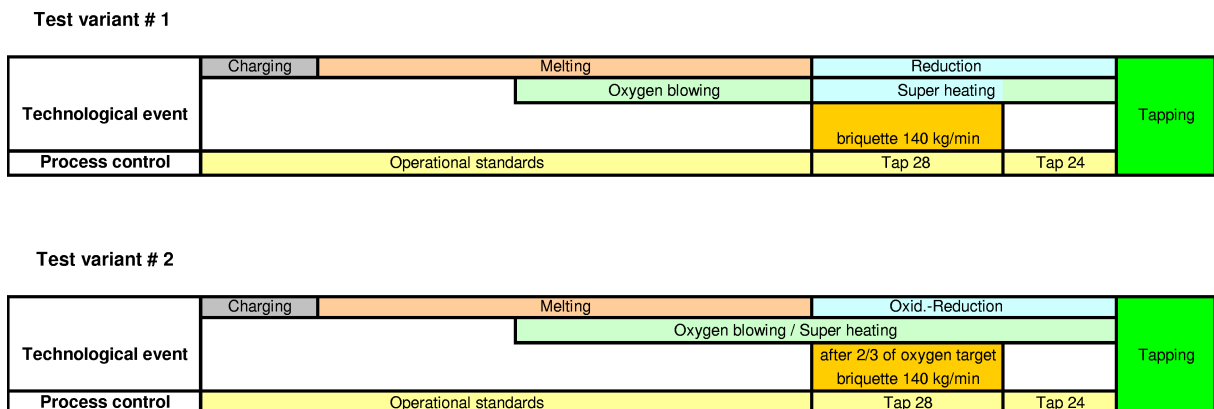 Test variant # 1
Charging Melting Reduction
Oxygen blowing Super heating
Technological event Tapping
briquette 140 kg/min
Process control Operational standards Tap 28 Tap 24
Test variant # 2
Charging Melting Oxid.-Reduction
Oxygen blowing / Super heating
Technological event after 2/3 of oxygen target Tapping
briquette 140 kg/min
Process control Operational standards Tap 28 Tap 24